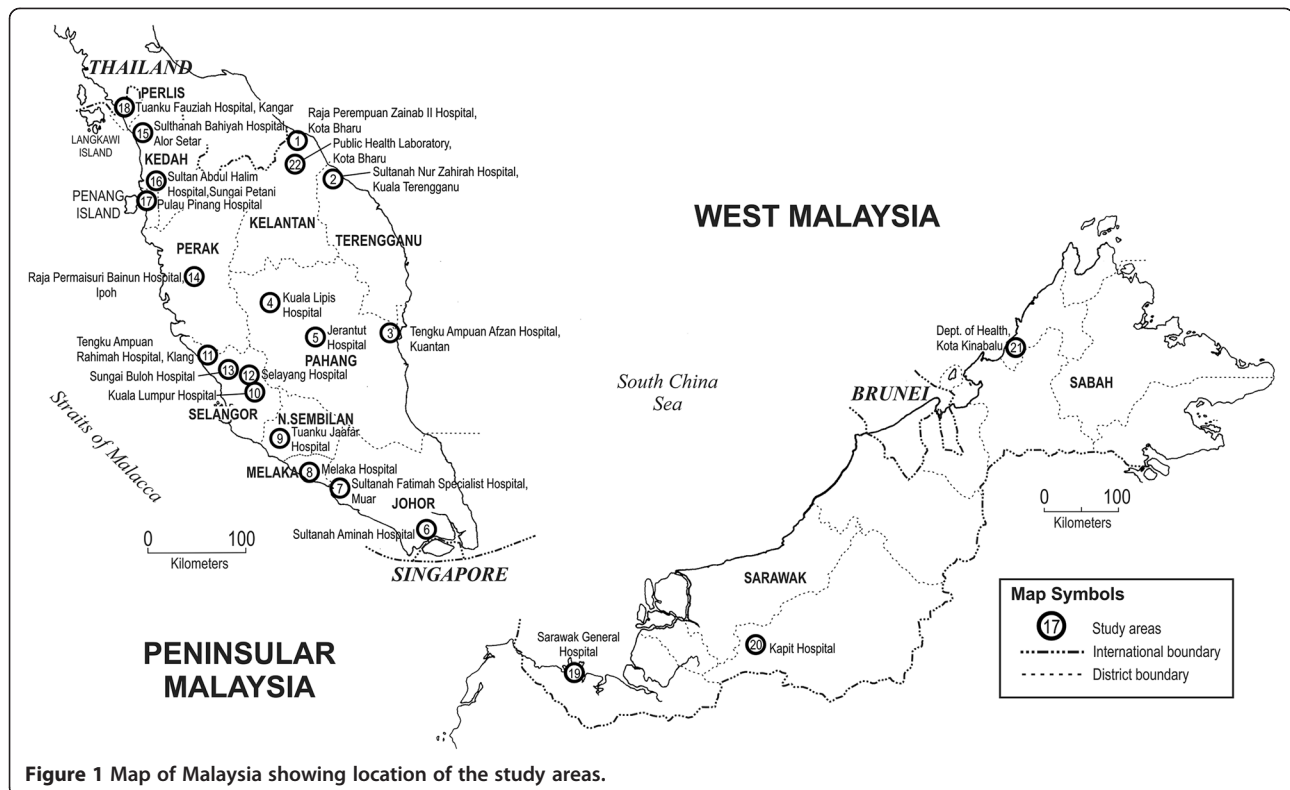 THAILAND
PERLIS
18
Tuanku Fauziah Hospital, Kangar
15
Sulthanah Bahiyah Hospital,
Alor Setar
LANGKAWI
ISLAND
KEDAH
16
Sultan Abdul Halim
Hospital,Sungai Petani
PENANG
ISLAND
17
Pulau Pinang Hospital
Raja Perempuan Zainab II Hospital,
Kota Bharu
1
Public Health Laboratory,
Kota Bharu
22
2
Sultanah Nur Zahirah Hospital,
Kuala Terengganu
KELANTAN
TERENGGANU
PERAK
14
Raja Permaisuri Bainun Hospital,
Ipoh
4
Kuala Lipis
Hospital
5
Jerantut
Hospital
3
Tengku Ampuan Afzan Hospital,
Kuantan
PAHANG
Tengku Ampuan
Rahimah Hospital, Klang
11
Sungai Buloh Hospital
13
12
Selayang Hospital
Kuala Lumpur Hospital
10
SELANGOR
N.SEMBILAN
9
Tuanku Jaafar
Hospital
MELAKA
8
Melaka Hospital
7
Sultanah Fatimah Specialist Hospital,
Muar
JOHOR
Sultanah Aminah Hospital
6
Straits of Malacca
0 100
Kilometers
SINGAPORE
PENINSULAR
MALAYSIA
WEST MALAYSIA
South China
Sea
Dept. of Health,
Kota Kinabalu
21
SABAH
BRUNEI
0 100
Kilometers
SARAWAK
Sarawak General
Hospital
19
20
Kapit Hospital
Map Symbols
17
Study areas
International boundary
District boundary
Figure 1 Map of Malaysia showing location of the study areas.